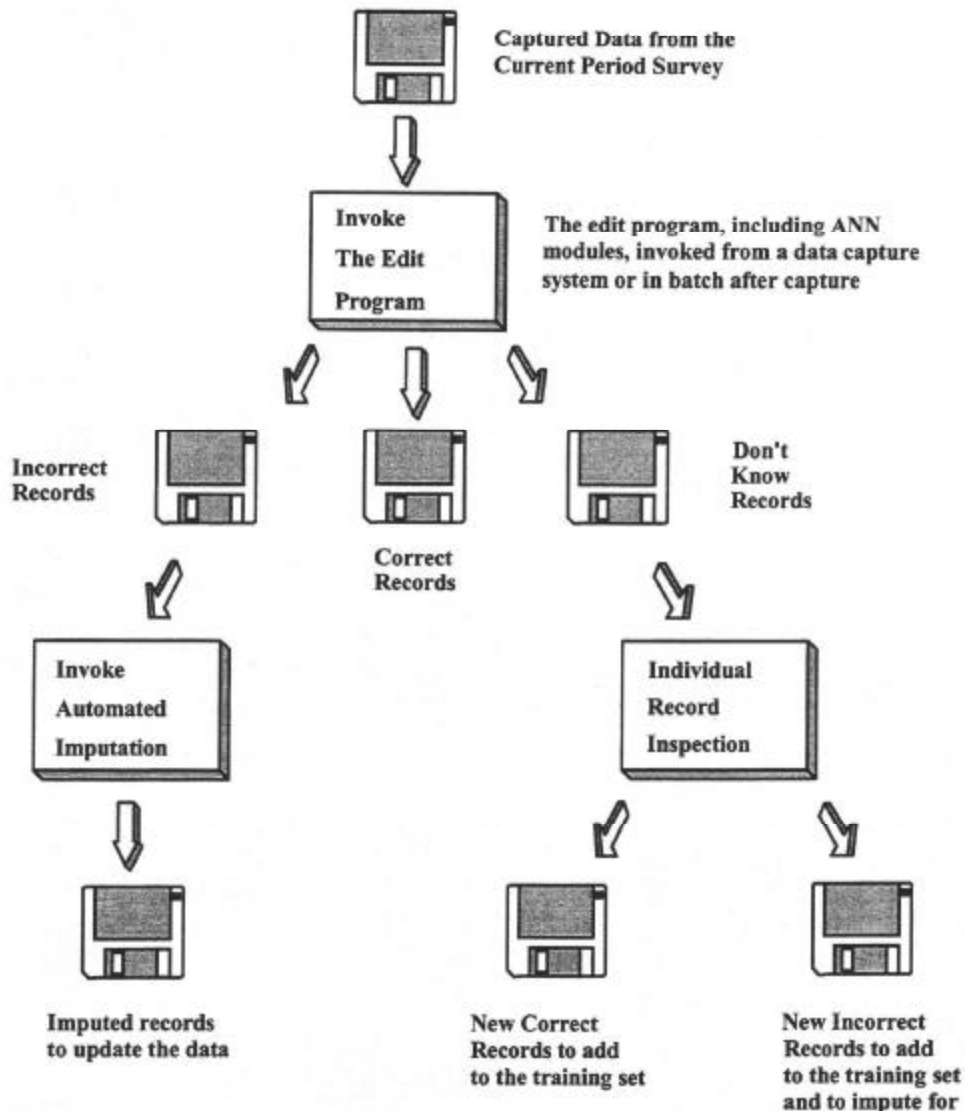 Captured Data from the
Current Period Survey
Invoke
The Edit
Program
The edit program, including ANN
modules, invoked from a data capture
system or in batch after capture
Incorrect
Records
Correct
Records
Don't
Know
Records
Invoke
Automated
Imputation
Individual
Record
Inspection
Imputed records
to update the data
New Correct
Records to add
to the training set
New Incorrect
Records to add
to the training set
and to impute for